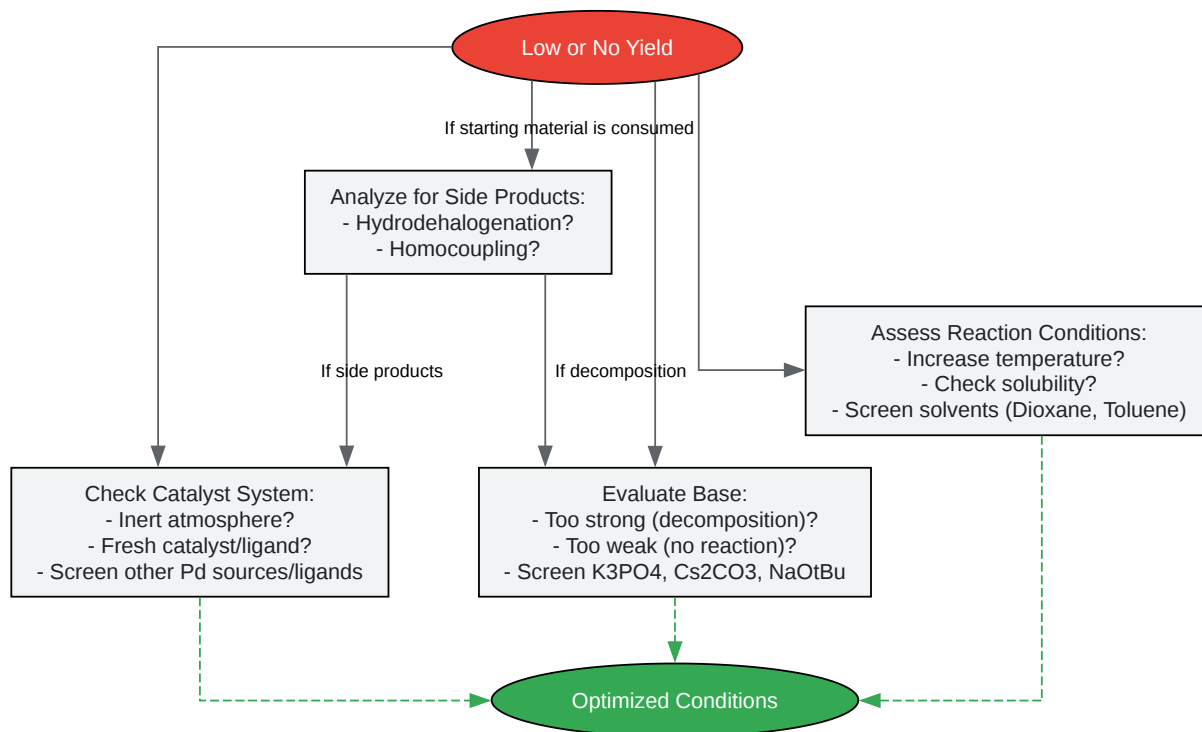 Low or No Yield
If starting material is consumed
Analyze for Side Products:
- Hydrodehalogenation?
- Homocoupling?
Assess Reaction Conditions:
- Increase temperature?
- Check solubility?
- Screen solvents (Dioxane, Toluene)
If side products
If decomposition
Check Catalyst System:
- Inert atmosphere?
- Fresh catalyst/ligand?
- Screen other Pd sources/ligands
Evaluate Base:
- Too strong (decomposition)?
- Too weak (no reaction)?
- Screen K3PO4, Cs2CO3, NaOtBu
Optimized Conditions